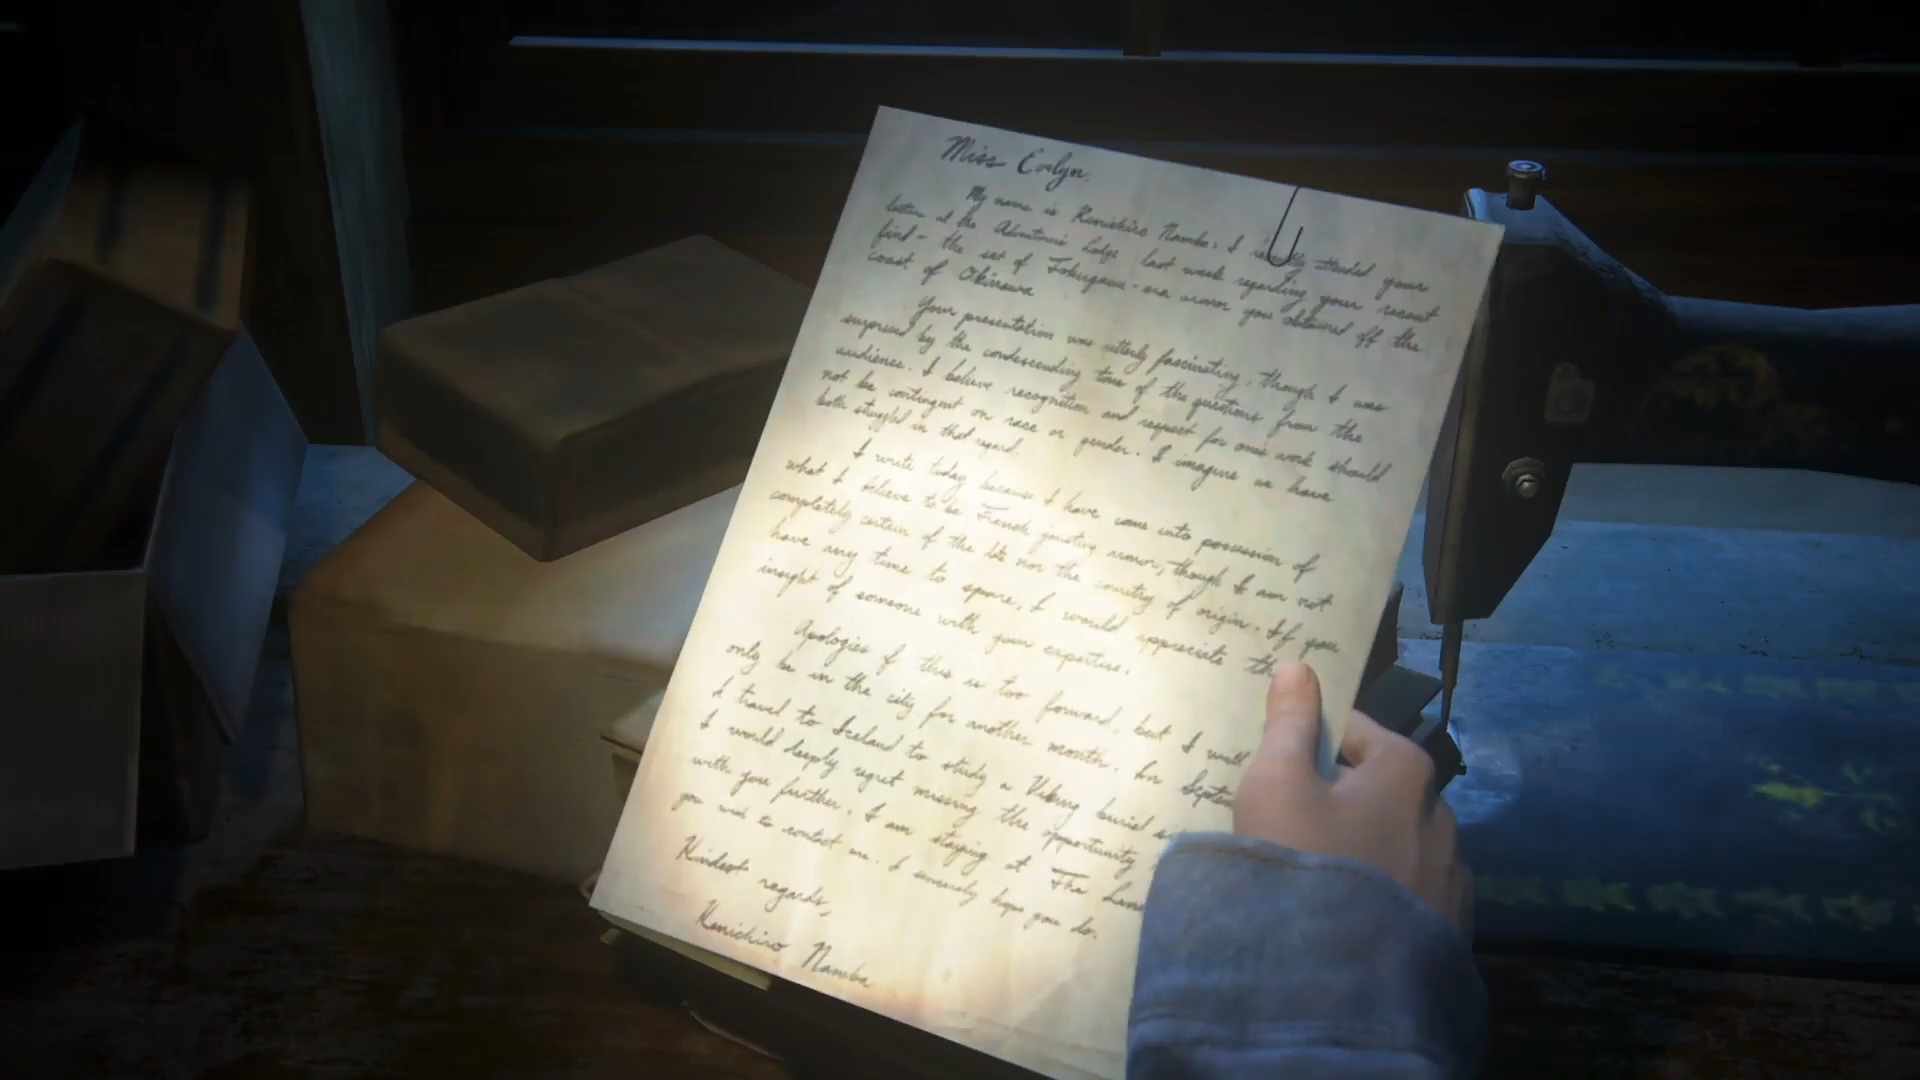 Miss Evelyn,
My name is Kenichiro Namba. I attended your
lecture at the Adventurers' Lodge last week regarding your recent
find - the set of Tokugawa-era armor you obtained off the
coast of Okinawa
Your presentation was utterly fascinating, though I was
surprised by the condescending tone of the questions from the
audience. I believe recognition and respect for ones work should
not be contingent on race or gender. I imagine we have
both struggled in that regard.
I write today because I have come into possession of
what I believe to be French jousting armor, though I am not
completely certain of the date nor the country of origin. If you
have any time to spare, I would appreciate the
insight of someone with your expertise.
Apologies if this is too forward, but I will
only be in the city for another month. In
I travel to Iceland to study a Viking burial
I would deeply regret missing the opportunity
with you further. I am staying at The
you wish to contact me. I sincerely hope you do.
Kindest regards,
Kenichiro Namba